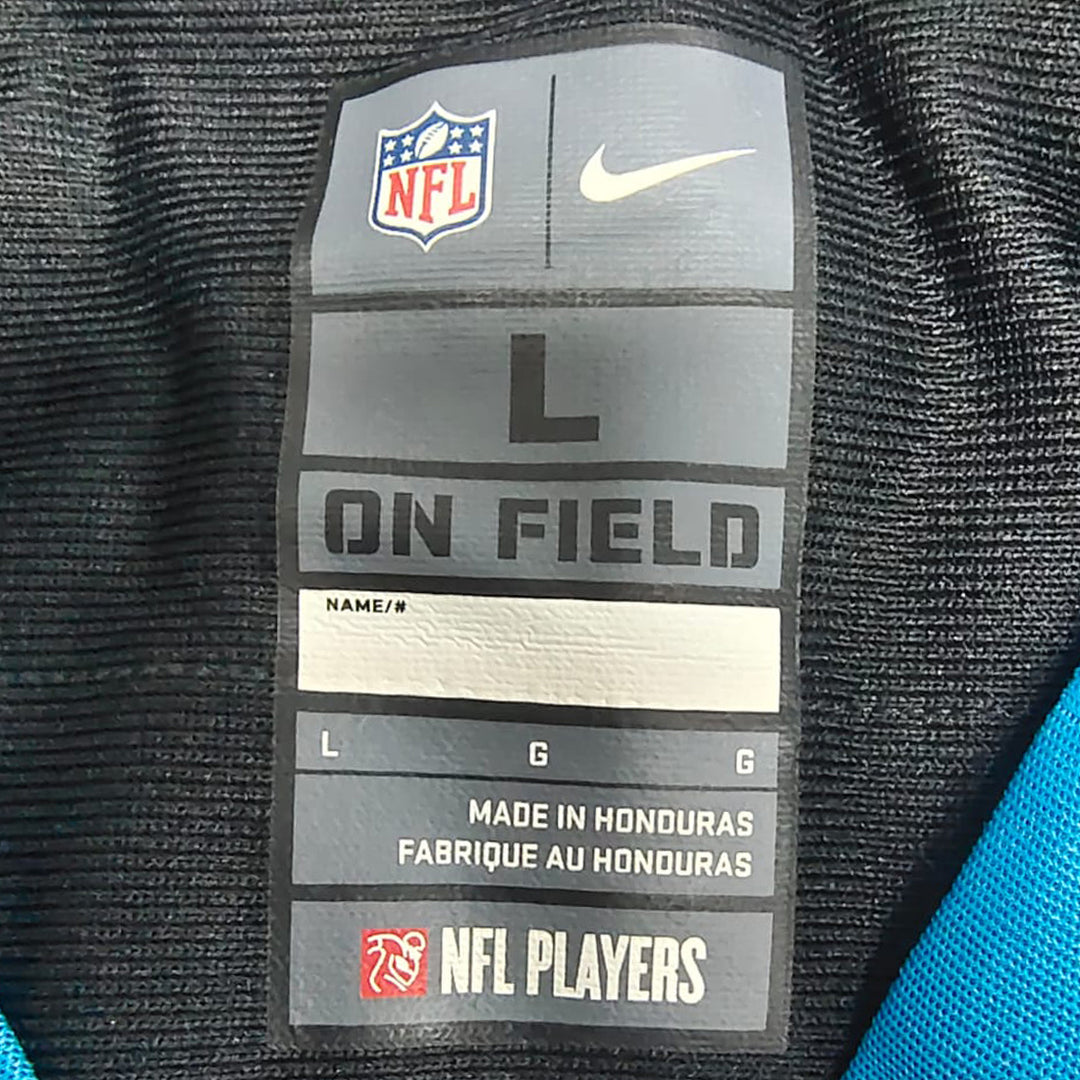 NFL
L
ON FIELD
NAME/#
L G G
MADE IN HONDURAS
FABRIQUE AU HONDURAS
NFL PLAYERS